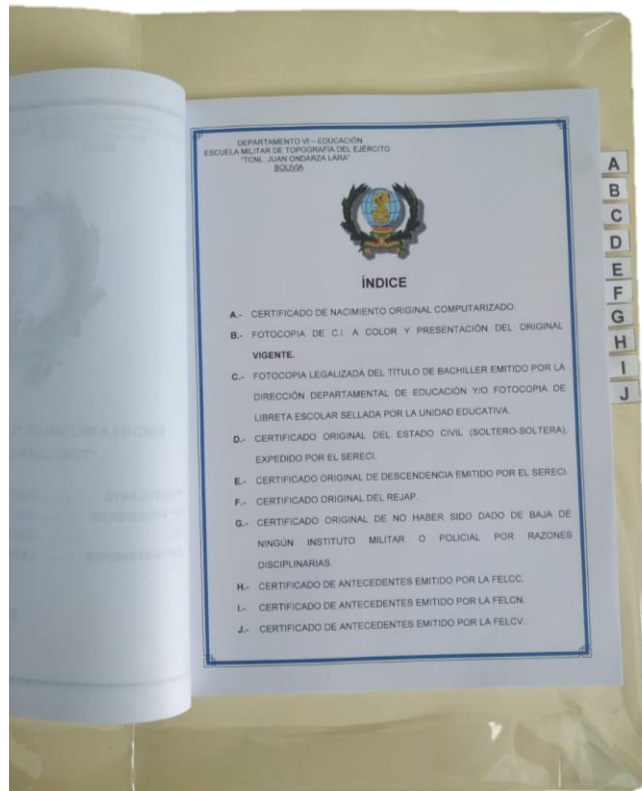 DEPARTAMENTO VI – EDUCACIÓN
ESCUELA MILITAR DE TOPOGRAFÍA DEL EJÉRCITO
"TCNL. JUAN ONDARZA LARA"
BOLIVIA
ÍNDICE
A.- CERTIFICADO DE NACIMIENTO ORIGINAL COMPUTARIZADO.
B.- FOTOCOPIA DE C.I. A COLOR Y PRESENTACIÓN DEL ORIGINAL
VIGENTE.
C.- FOTOCOPIA LEGALIZADA DEL TÍTULO DE BACHILLER EMITIDO POR LA
DIRECCIÓN DEPARTAMENTAL DE EDUCACIÓN Y/O FOTOCOPIA DE
LIBRETA ESCOLAR SELLADA POR LA UNIDAD EDUCATIVA.
D.- CERTIFICADO ORIGINAL DEL ESTADO CIVIL (SOLTERO-SOLTERA),
EXPEDIDO POR EL SERECI.
E.- CERTIFICADO ORIGINAL DE DESCENDENCIA EMITIDO POR EL SERECI.
F.- CERTIFICADO ORIGINAL DEL REJAP.
G.- CERTIFICADO ORIGINAL DE NO HABER SIDO DADO DE BAJA DE
NINGÚN INSTITUTO MILITAR O POLICIAL POR RAZONES
DISCIPLINARIAS.
H.- CERTIFICADO DE ANTECEDENTES EMITIDO POR LA FELCC.
I.- CERTIFICADO DE ANTECEDENTES EMITIDO POR LA FELCN.
J.- CERTIFICADO DE ANTECEDENTES EMITIDO POR LA FELCV.
A
B
C
D
E
F
G
H
I
J